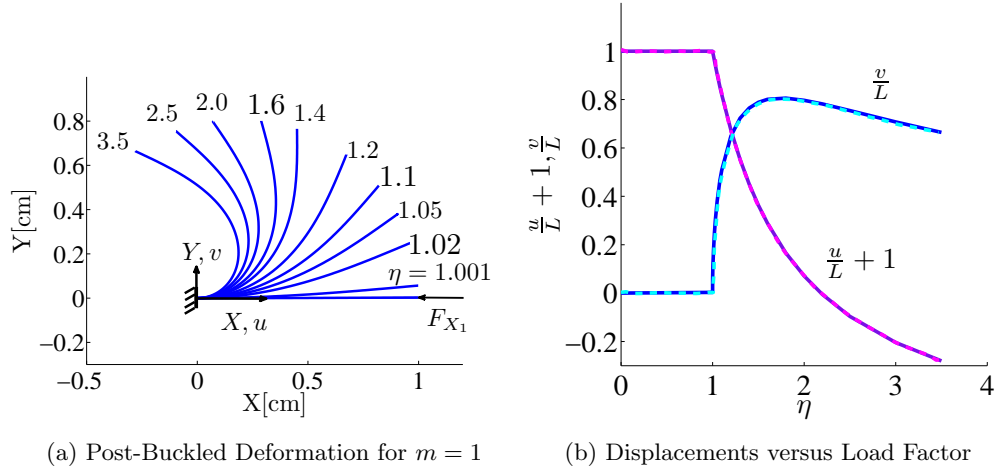 0.8
0.6
0.4
0.2
0
−0.2
Y[cm]
−0.5
0
0.5
1
X[cm]
3.5
2.5
2.0
1.6
1.4
1.2
1.1
1.05
1.02
η = 1.001
Y, v
X, u
F_{X_1}
(a) Post-Buckled Deformation for m = 1
1
0.8
0.6
0.4
0.2
0
-0.2
u/L + 1, v/L
0
1
2
3
4
η
v/L
u/L + 1
(b) Displacements versus Load Factor